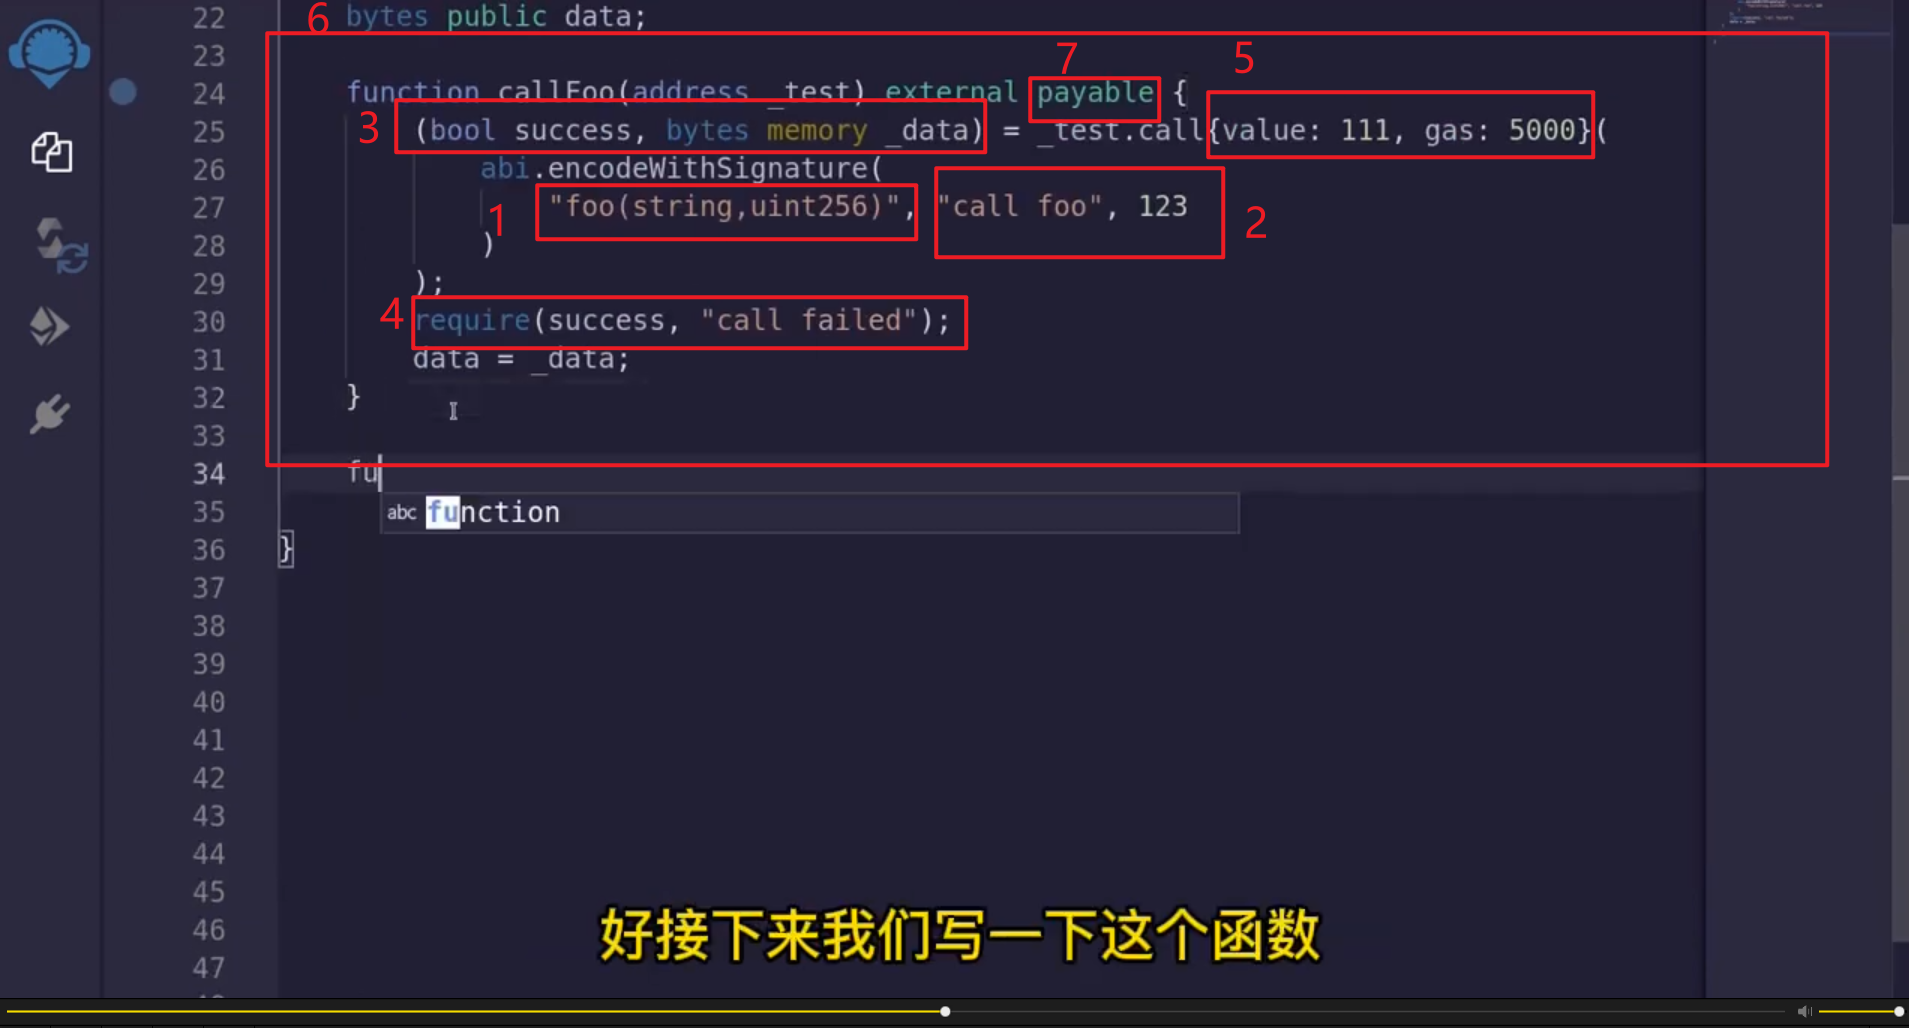 6
22 bytes public data;
23
7 5
24 function callFoo(address _test) external payable {
3
25 (bool success, bytes memory _data) = _test.call{value: 111, gas: 5000}(
26 abi.encodeWithSignature(
1
27 "foo(string,uint256)", "call foo", 123
2
28 )
29 );
4
30 require(success, "call failed");
31 data = _data;
32 }
33
34 fu
35 abc function
36 }
37
38
39
40
41
42
43
44
45
46
47
好接下来我们写一下这个函数